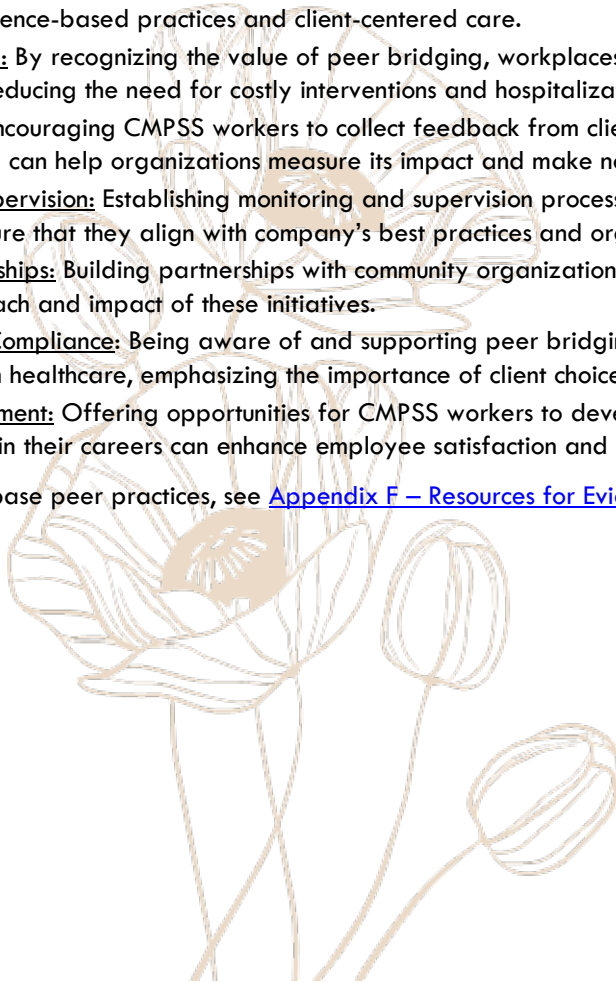 ence-based practices and client-centered care.
: By recognizing the value of peer bridging, workplaces
educing the need for costly interventions and hospitaliza
ncouraging CMPSS workers to collect feedback from clie
can help organizations measure its impact and make ne
pervision: Establishing monitoring and supervision process
ure that they align with company's best practices and or
ships: Building partnerships with community organization
ach and impact of these initiatives.
Compliance: Being aware of and supporting peer bridgin
healthcare, emphasizing the importance of client choice
ment: Offering opportunities for CMPSS workers to deve
in their careers can enhance employee satisfaction and
base peer practices, see Appendix F – Resources for Evi